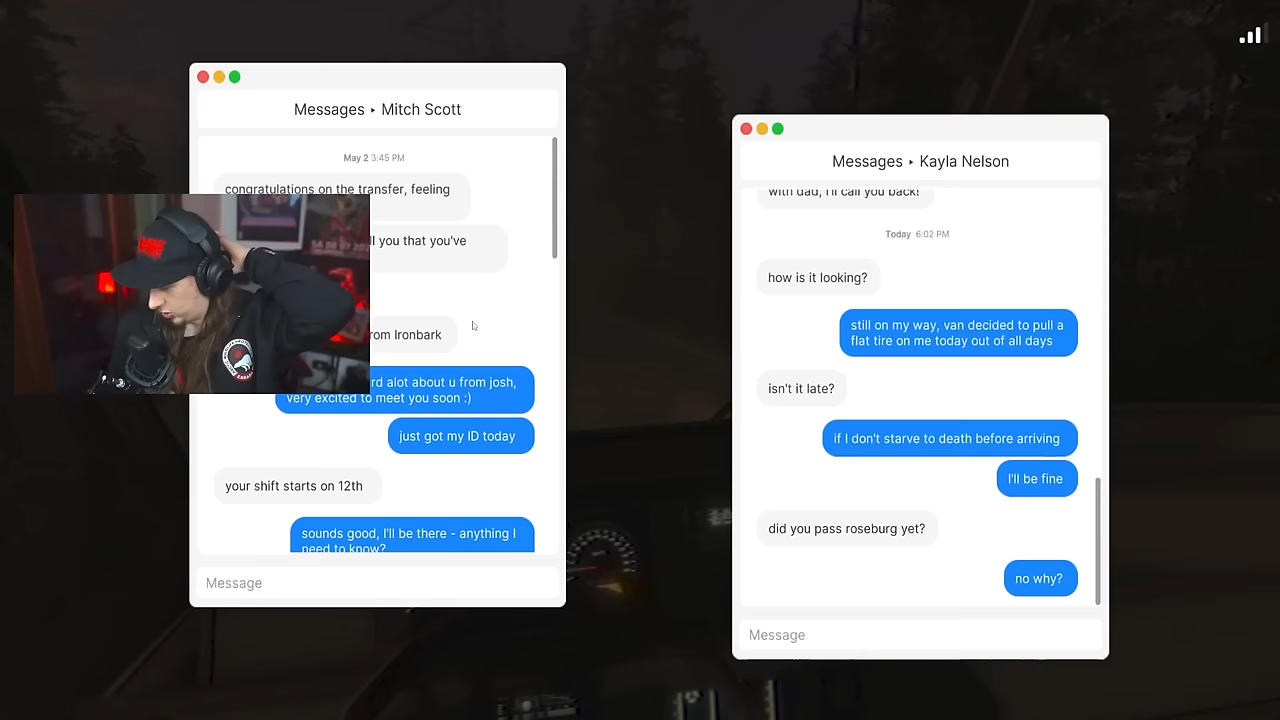 Messages ▸ Mitch Scott
May 2 3:45 PM
congratulations on the transfer, feeling
ll you that you've
rom Ironbark
rd alot about u from josh,
very excited to meet you soon :)
just got my ID today
your shift starts on 12th
sounds good, I'll be there - anything I
need to know?
Message
Messages ▸ Kayla Nelson
with dad, I'll call you back!
Today 6:02 PM
how is it looking?
still on my way, van decided to pull a
flat tire on me today out of all days
isn't it late?
if I don't starve to death before arriving
I'll be fine
did you pass roseburg yet?
no why?
Message